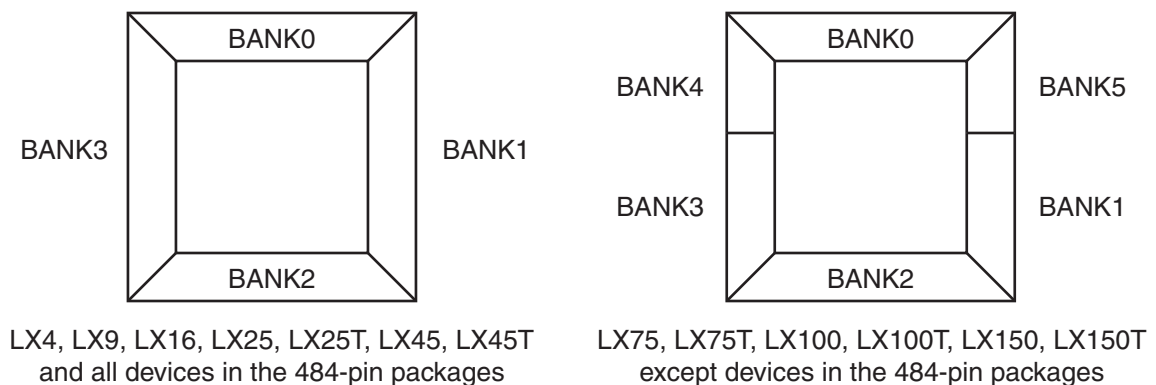 BANK0
BANK3
BANK1
BANK2
LX4, LX9, LX16, LX25, LX25T, LX45, LX45T
and all devices in the 484-pin packages
BANK0
BANK4
BANK5
BANK3
BANK1
BANK2
LX75, LX75T, LX100, LX100T, LX150, LX150T
except devices in the 484-pin packages